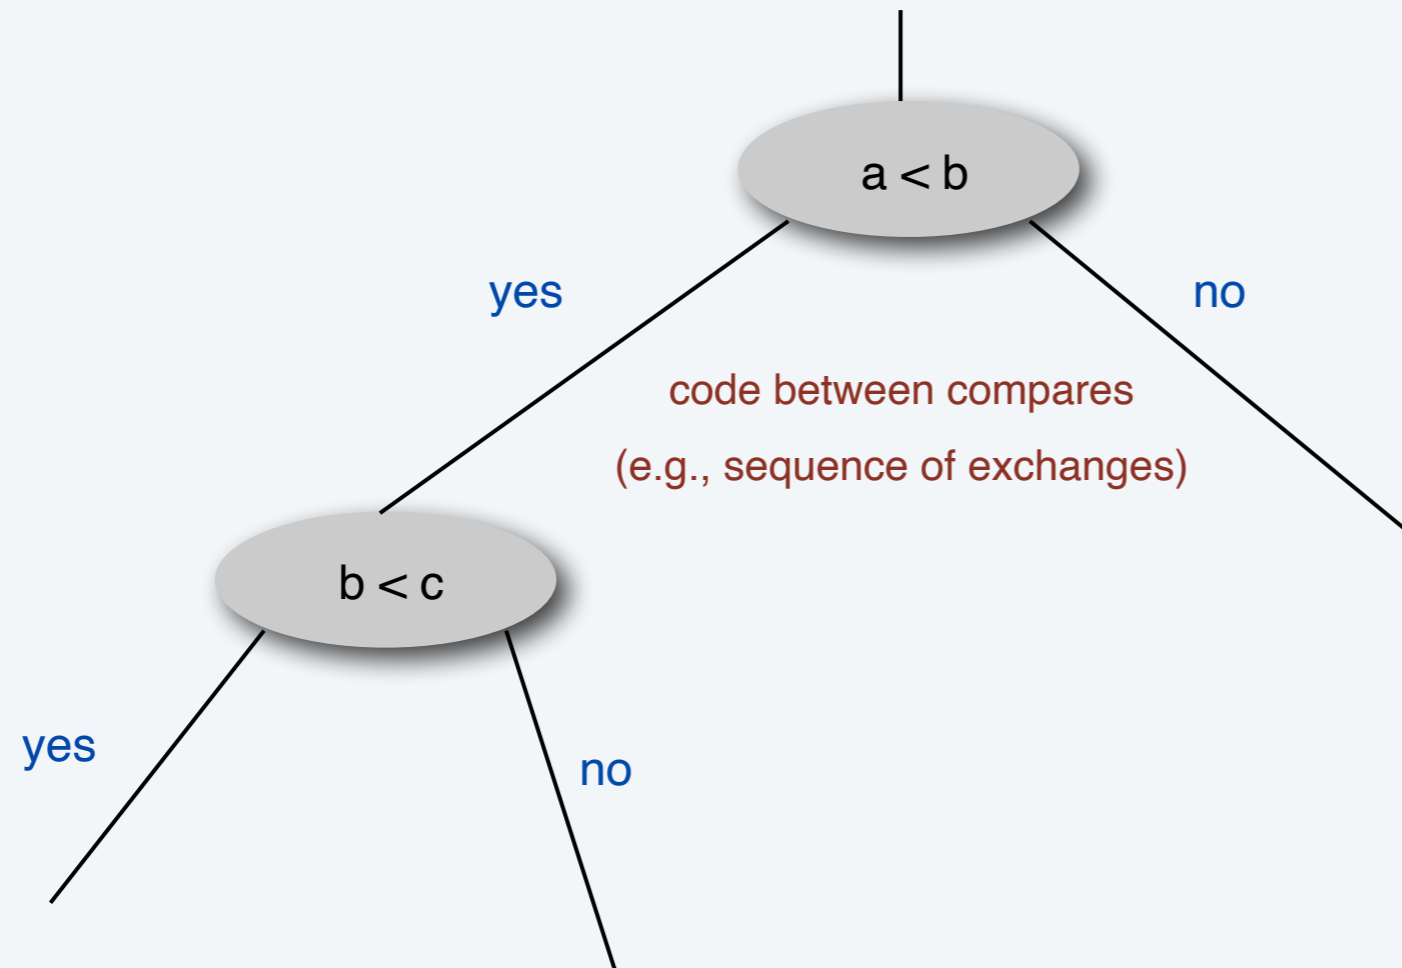 a < b
yes
no
code between compares
(e.g., sequence of exchanges)
b < c
yes
no